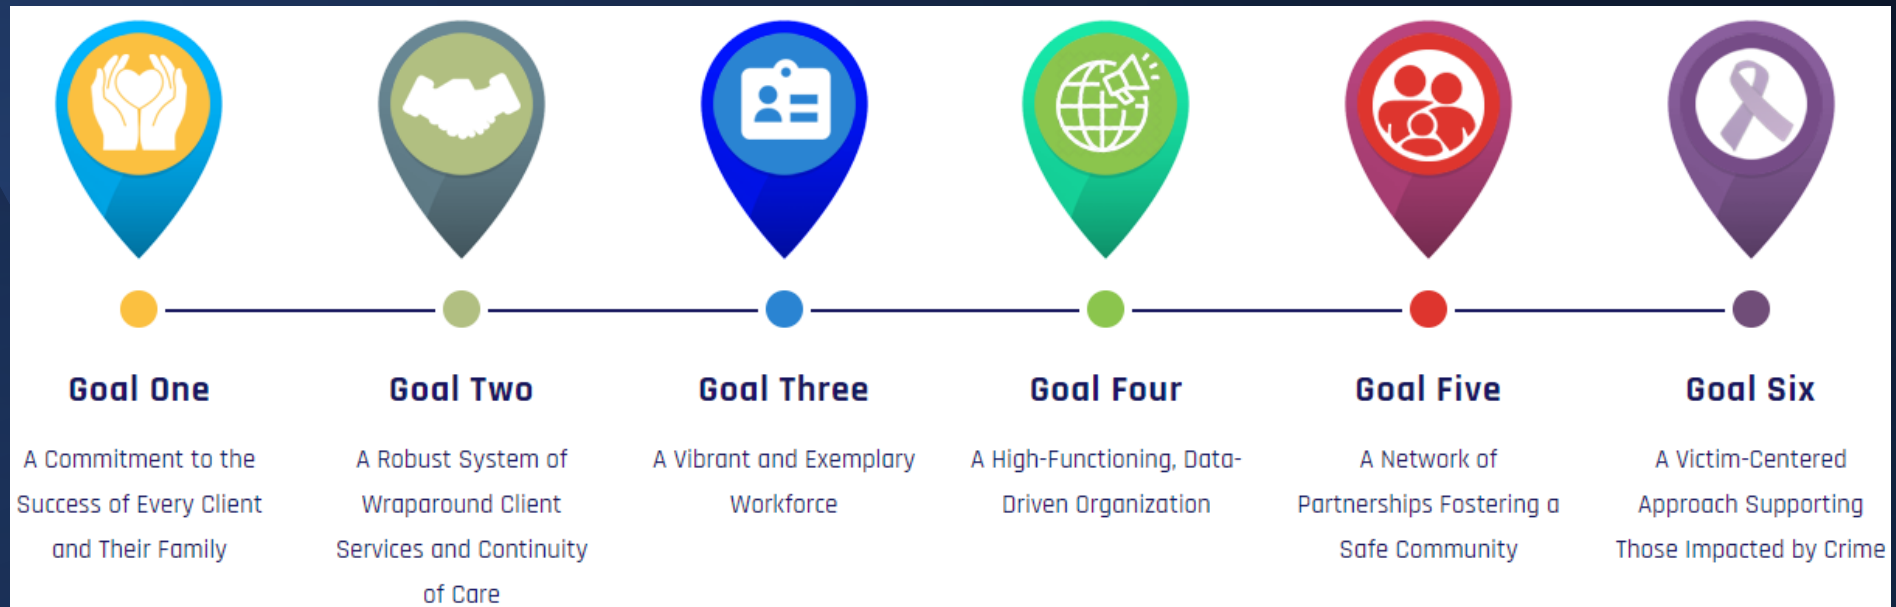 Goal One
A Commitment to the
Success of Every Client
and Their Family
Goal Two
A Robust System of
Wraparound Client
Services and Continuity
of Care
Goal Three
A Vibrant and Exemplary
Workforce
Goal Four
A High-Functioning, Data-
Driven Organization
Goal Five
A Network of
Partnerships Fostering a
Safe Community
Goal Six
A Victim-Centered
Approach Supporting
Those Impacted by Crime